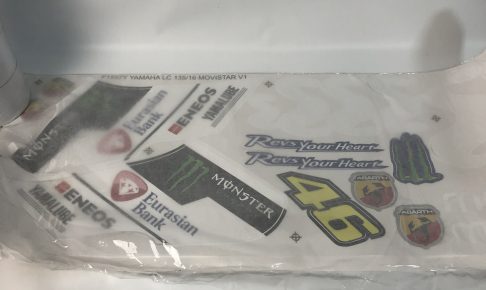 YAMAHA LC 135/16 MOViSTAR V1
MONSTER
Eurasian
Bank
ENEOS
YAMALUBE
Revs Your Heart
Revs Your Heart
ENEOS
YAMALUBE
Eurasian
Bank
MONSTER
46
ABARTH
ABARTH